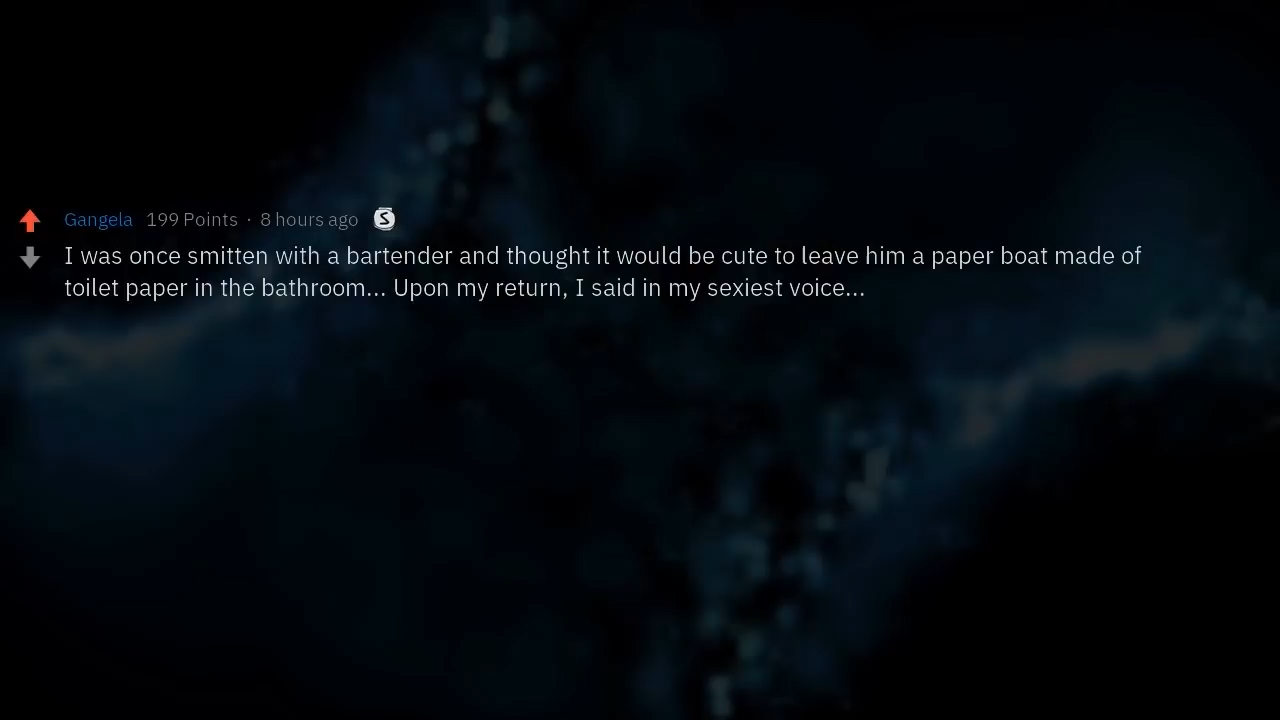 Gangela 199 Points · 8 hours ago S
I was once smitten with a bartender and thought it would be cute to leave him a paper boat made of
toilet paper in the bathroom... Upon my return, I said in my sexiest voice...